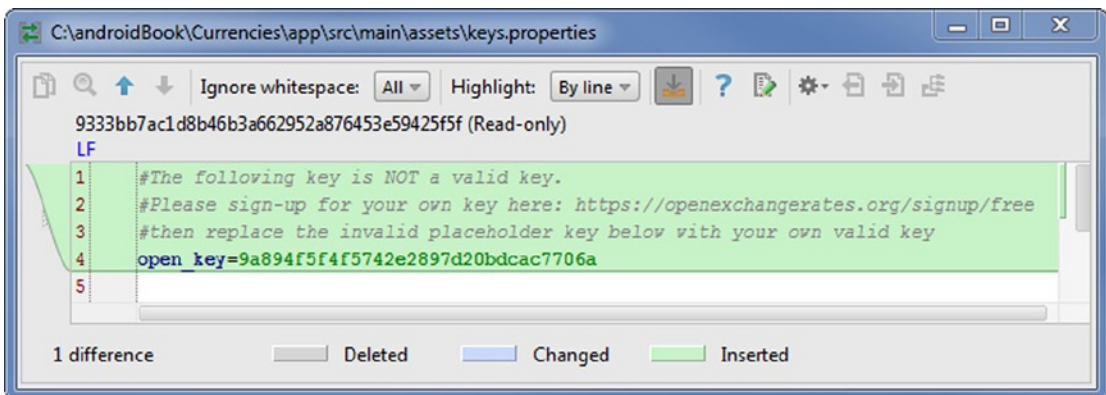 C:\androidBook\Currencies\app\src\main\assets\keys.properties
Ignore whitespace: All Highlight: By line ?
9333bb7ac1d8b46b3a662952a876453e59425f5f (Read-only)
LF
1 #The following key is NOT a valid key.
2 #Please sign-up for your own key here: https://openexchangerates.org/signup/free
3 #then replace the invalid placeholder key below with your own valid key
4 open_key=9a894f5f4f5742e2897d20bdcac7706a
5
1 difference Deleted Changed Inserted